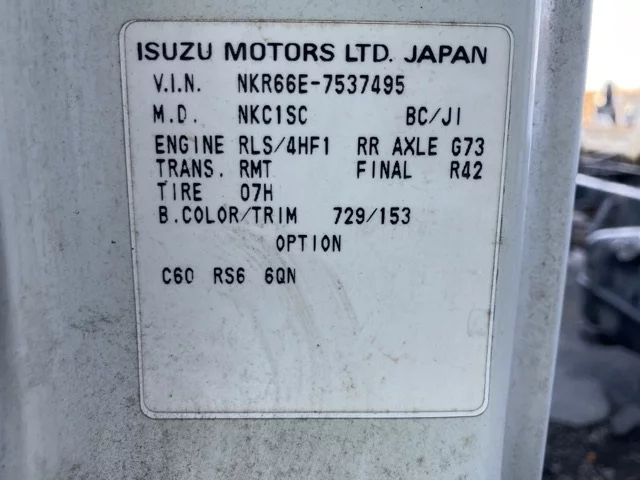 ISUZU MOTORS LTD. JAPAN
V.I.N. NKR66E-7537495
M.D. NKC1SC BC/JI
ENGINE RLS/4HF1 RR AXLE G73
TRANS. RMT FINAL R42
TIRE 07H
B.COLOR/TRIM 729/153
OPTION
C60 RS6 6QN